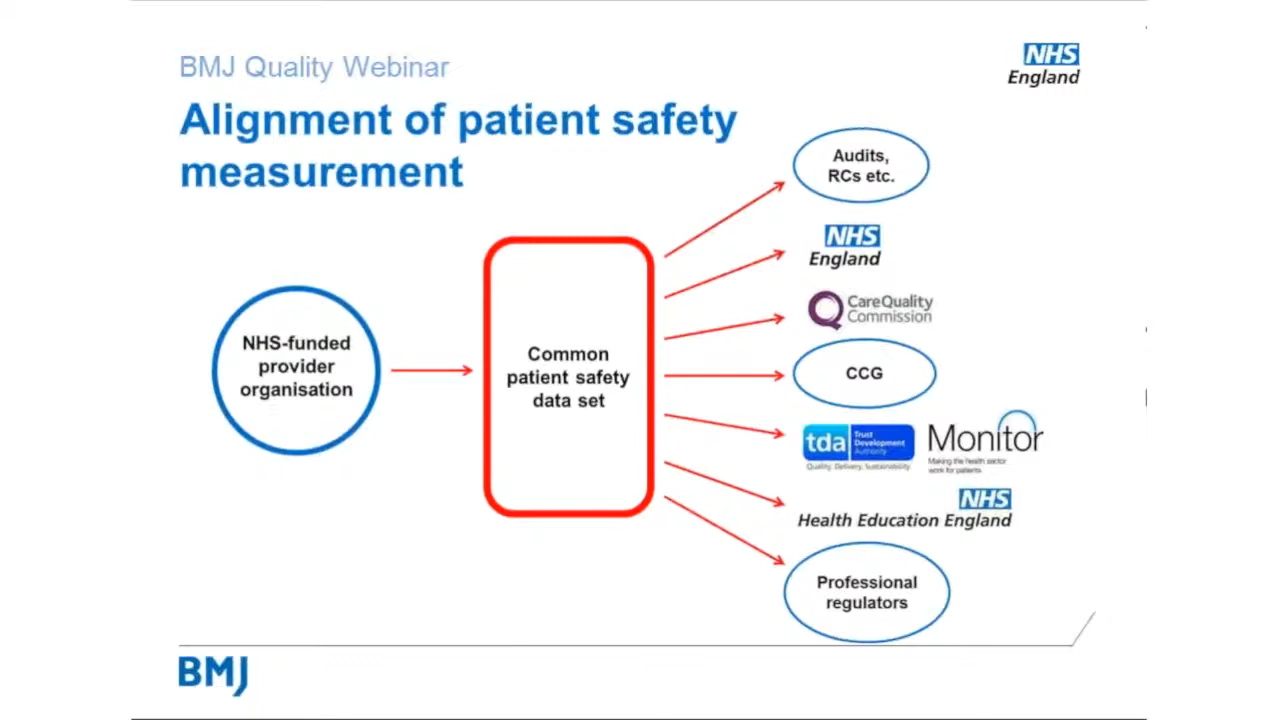 BMJ Quality Webinar
NHS
England
Alignment of patient safety
measurement
Audits,
RCs etc.
NHS
England
CareQuality
Commission
NHS-funded
provider
organisation
Common
patient safety
data set
CCG
tda
Trust
Development
Authority
Quality, Delivery, Sustainability
Monitor
Making the health sector
work for patients
NHS
Health Education England
Professional
regulators
BMJ